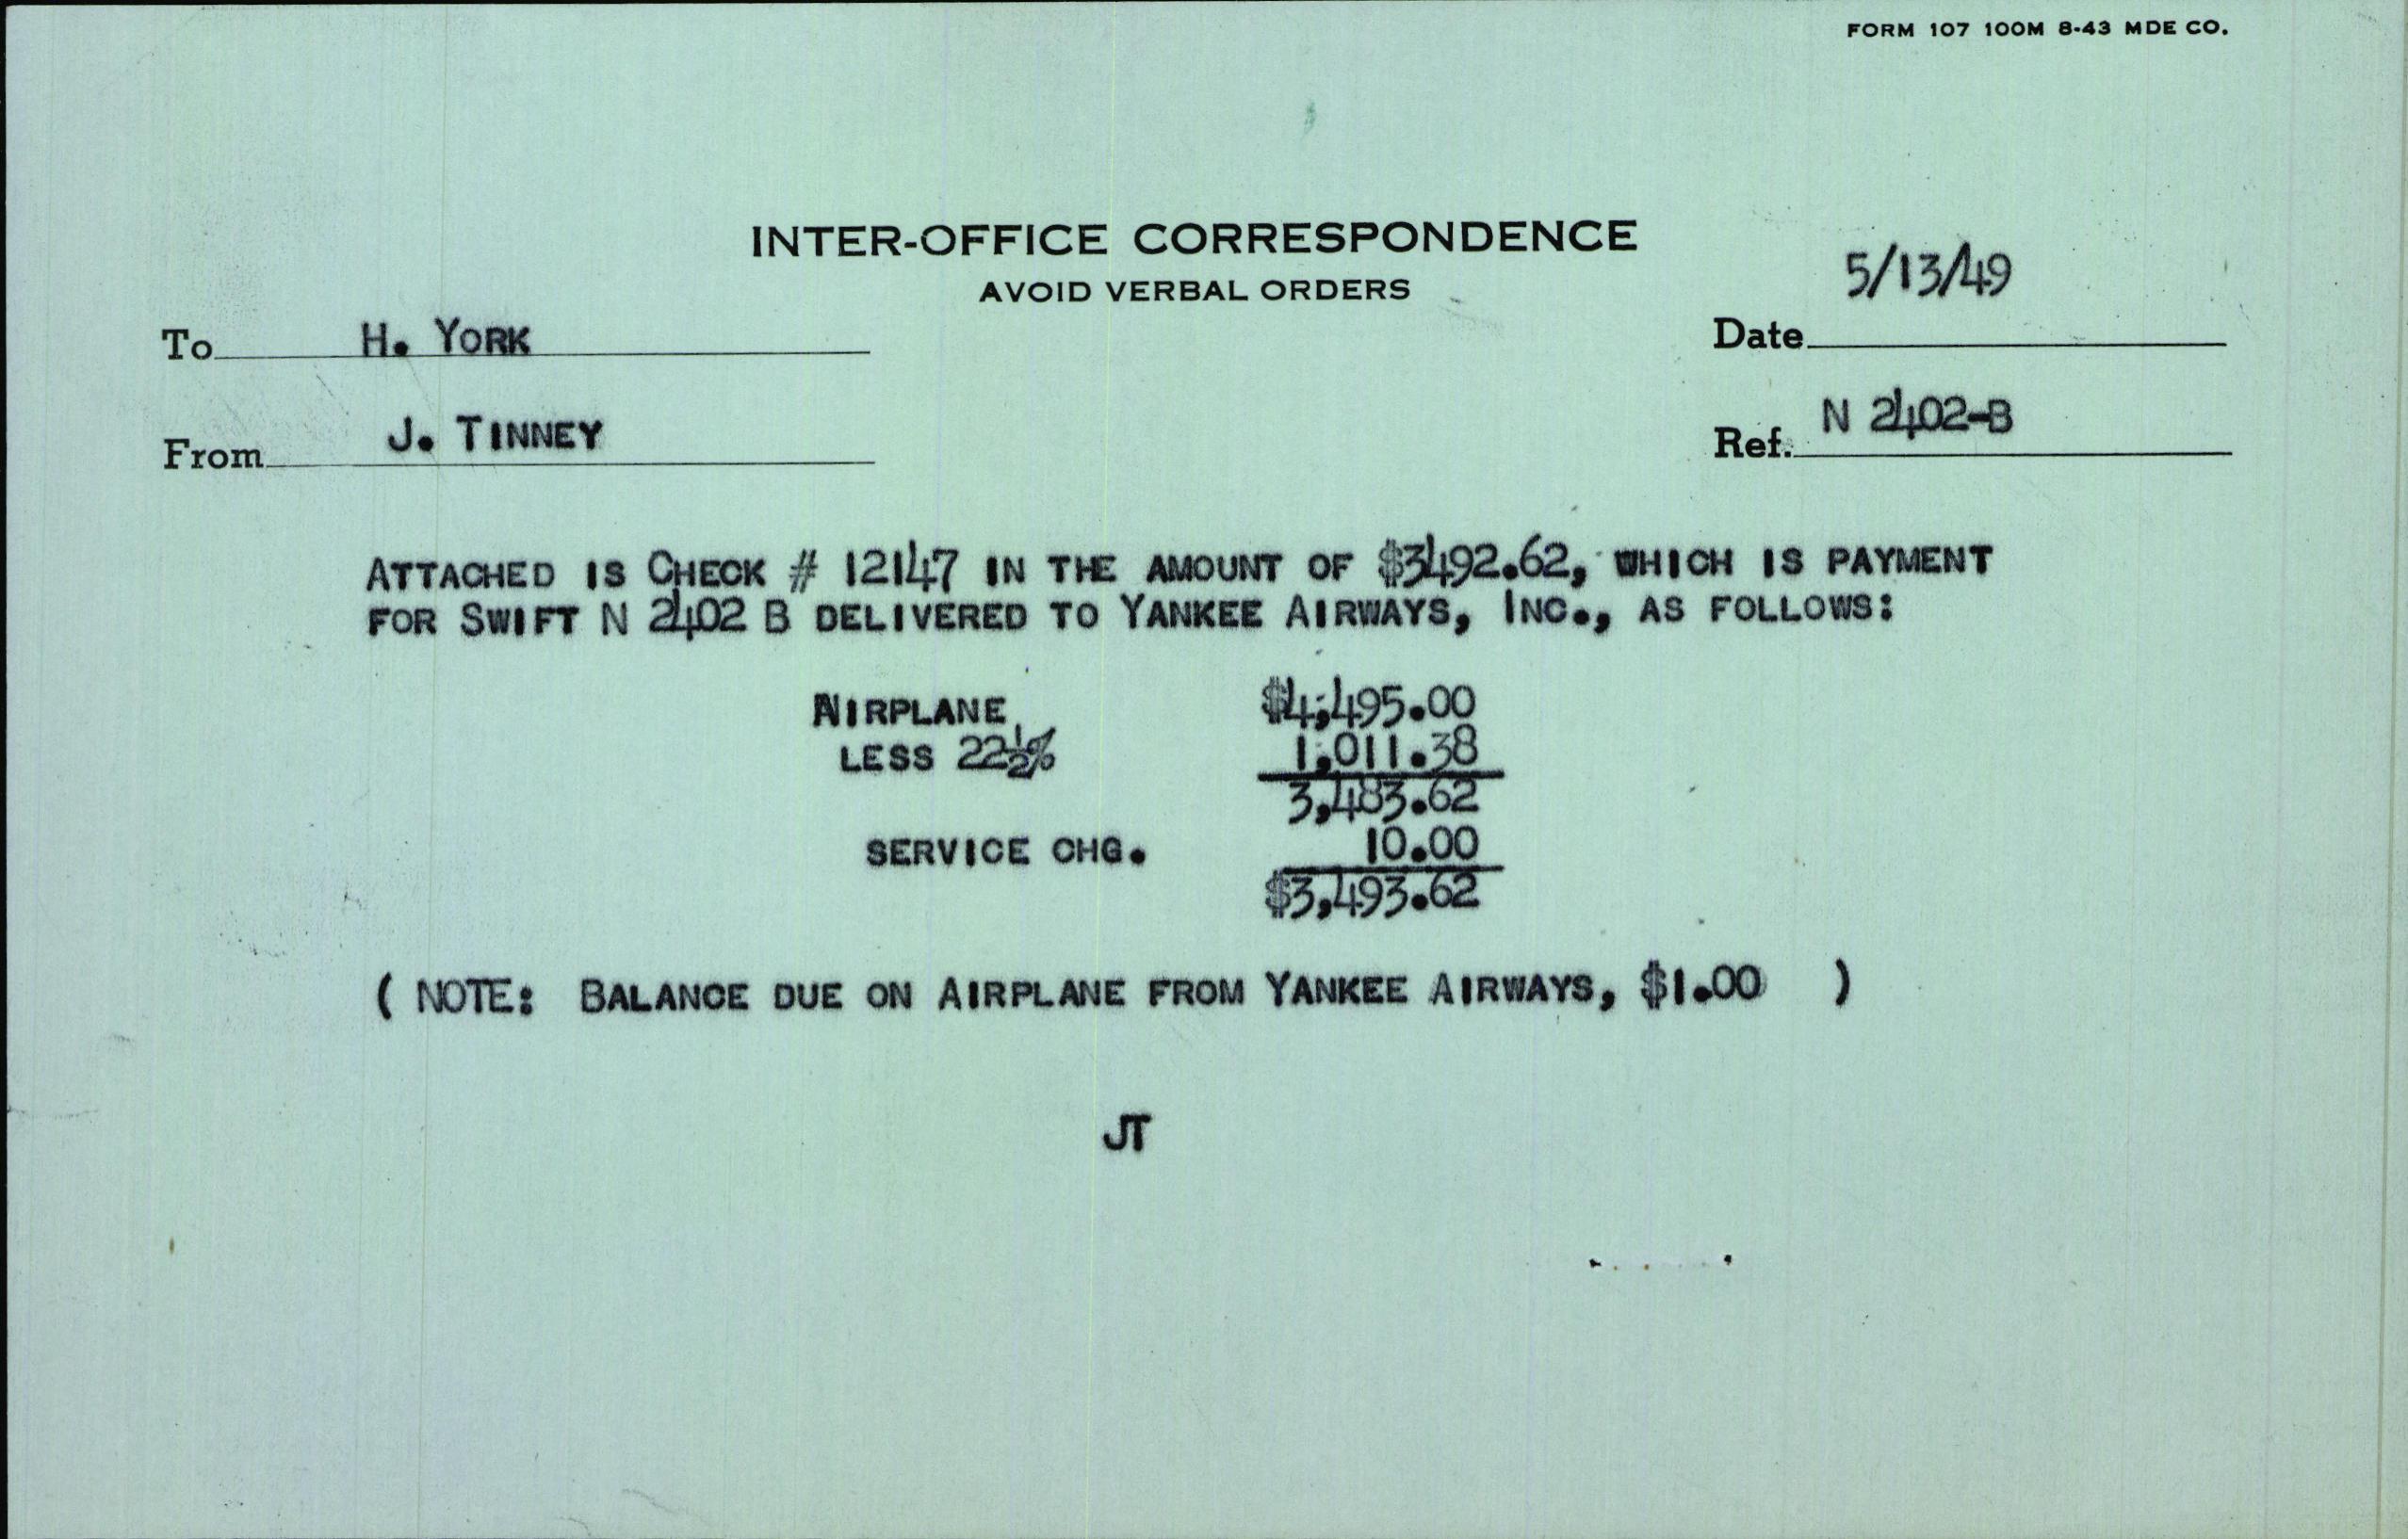 FORM 107 100M 8-43 MDE CO.
INTER-OFFICE CORRESPONDENCE
AVOID VERBAL ORDERS
5/13/49
To H. YORK
Date
From J. TINNEY
Ref. N 2402-B
ATTACHED IS CHECK # 12147 IN THE AMOUNT OF $3492.62, WHICH IS PAYMENT
FOR SWIFT N 2402 B DELIVERED TO YANKEE AIRWAYS, INC., AS FOLLOWS:
AIRPLANE $4,495.00
LESS 22½% 1,011.38
3,483.62
SERVICE CHG. 10.00
$3,493.62
( NOTE: BALANCE DUE ON AIRPLANE FROM YANKEE AIRWAYS, $1.00 )
JT